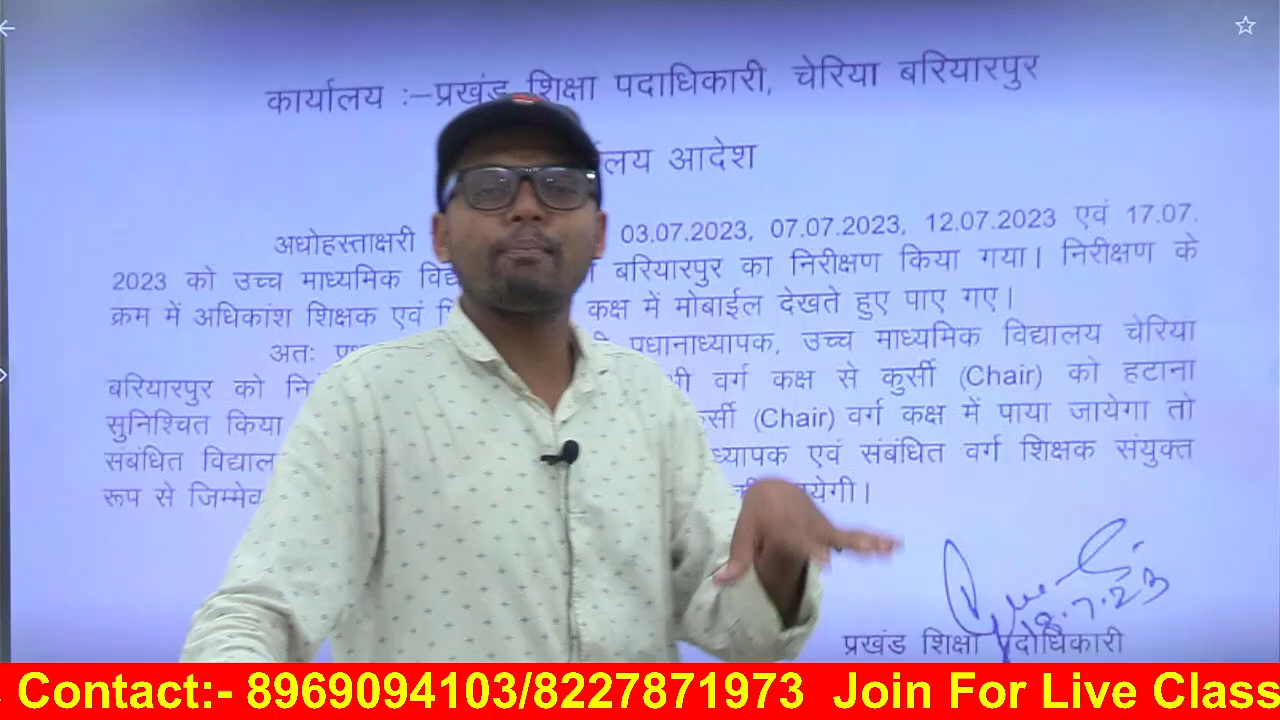 कार्यालय :–प्रखंड शिक्षा पदाधिकारी, चेरिया बरियारपुर
आदेश
अधोहस्ताक्षरी 03.07.2023, 07.07.2023, 12.07.2023 एवं 17.07.
2023 को उच्च माध्यमिक बरियारपुर का निरीक्षण किया गया। निरीक्षण के
क्रम में अधिकांश शिक्षक एवं कक्ष में मोबाईल देखते हुए पाए गए।
अतः प्रधानाध्यापक, उच्च माध्यमिक विद्यालय चेरिया
बरियारपुर को वर्ग कक्ष से कुर्सी (Chair) को हटाना
सुनिश्चित किया (Chair) वर्ग कक्ष में पाया जायेगा तो
संबंधित एवं संबंधित वर्ग शिक्षक संयुक्त
रूप से
18.7.23
प्रखंड शिक्षा पदाधिकारी
Contact:- 8969094103/8227871973 Join For Live Class